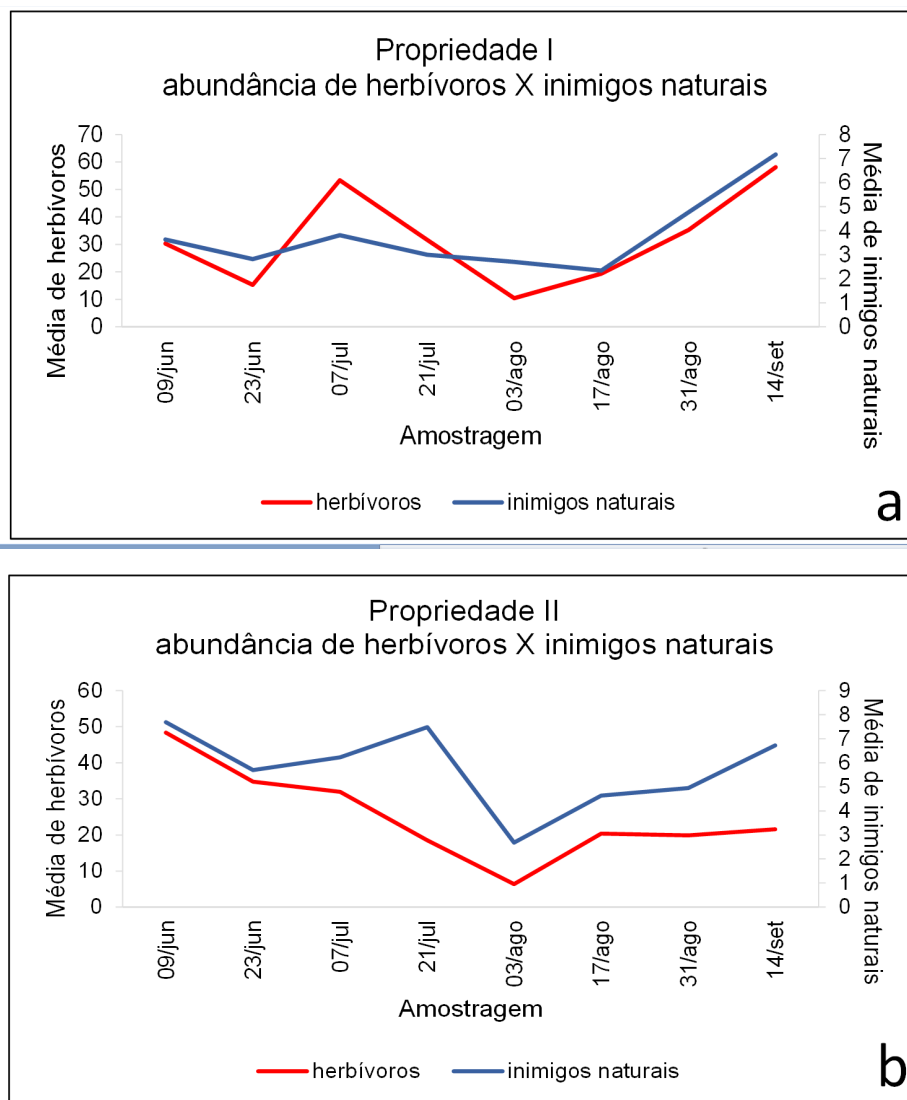 Propriedade I
abundância de herbívoros X inimigos naturais
Média de herbívoros
70
60
50
40
30
20
10
0
8
7
6
5
4
3
2
1
0
Média de inimigos naturais
09/jun
23/jun
07/jul
21/jul
03/ago
17/ago
31/ago
14/set
Amostragem
herbívoros
inimigos naturais
a
Propriedade II
abundância de herbívoros X inimigos naturais
Média de herbívoros
60
50
40
30
20
10
0
9
8
7
6
5
4
3
2
1
0
Média de inimigos naturais
09/jun
23/jun
07/jul
21/jul
03/ago
17/ago
31/ago
14/set
Amostragem
herbívoros
inimigos naturais
b